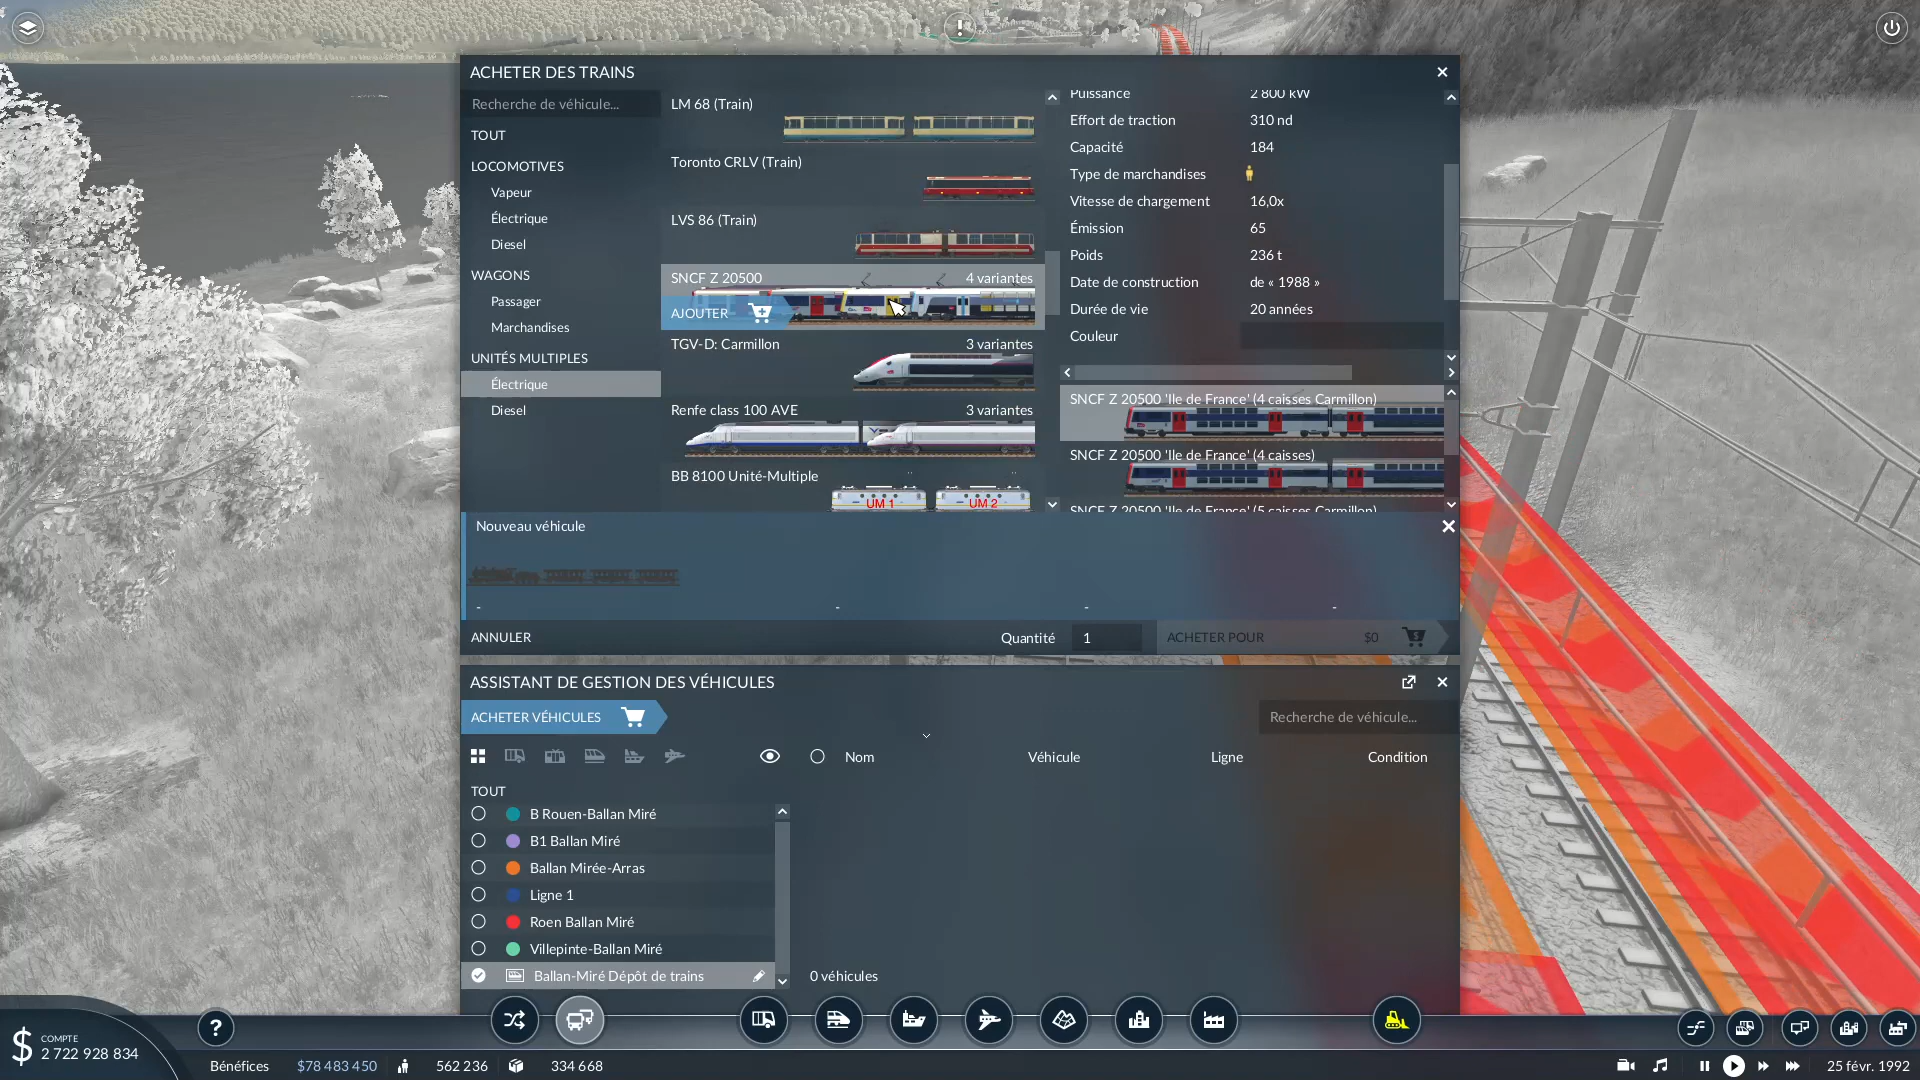 ACHETER DES TRAINS
Recherche de véhicule...
TOUT
LOCOMOTIVES
Vapeur
Électrique
Diesel
WAGONS
Passager
Marchandises
UNITÉS MULTIPLES
Électrique
Diesel
LM 68 (Train)
Toronto CRLV (Train)
LVS 86 (Train)
SNCF Z 20500 4 variantes
AJOUTER
TGV-D: Carmillon 3 variantes
Renfe class 100 AVE 3 variantes
BB 8100 Unité-Multiple
UM 1 UM 2
Puissance 2 800 kW
Effort de traction 310 nd
Capacité 184
Type de marchandises
Vitesse de chargement 16,0x
Émission 65
Poids 236 t
Date de construction de « 1988 »
Durée de vie 20 années
Couleur
SNCF Z 20500 'Ile de France' (4 caisses Carmillon)
SNCF Z 20500 'Ile de France' (4 caisses)
SNCF Z 20500 'Ile de France' (5 caisses Carmillon)
Nouveau véhicule
- - - -
ANNULER Quantité 1 ACHETER POUR $0
ASSISTANT DE GESTION DES VÉHICULES
ACHETER VÉHICULES Recherche de véhicule...
Nom Véhicule Ligne Condition
TOUT
B Rouen-Ballan Miré
B1 Ballan Miré
Ballan Mirée-Arras
Ligne 1
Roen Ballan Miré
Villepinte-Ballan Miré
Ballan-Miré Dépôt de trains 0 véhicules
$ COMPTE
2 722 928 834
?
Bénéfices $78 483 450 562 236 334 668 25 févr. 1992